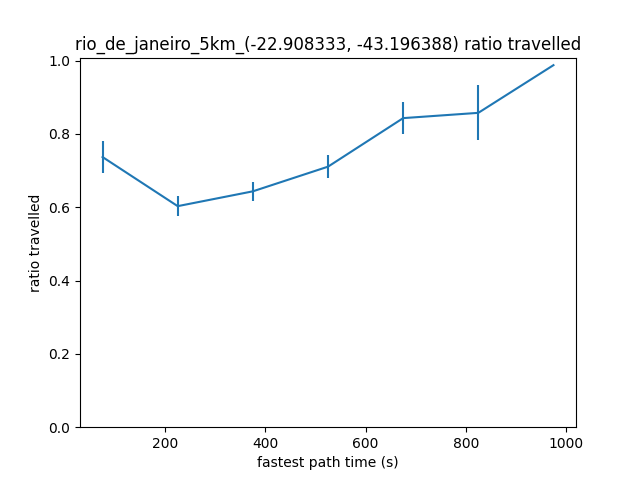 rio_de_janeiro_5km_(-22.908333, -43.196388) ratio travelled
1.0
0.8
0.6
0.4
0.2
0.0
ratio travelled
200 400 600 800 1000
fastest path time (s)